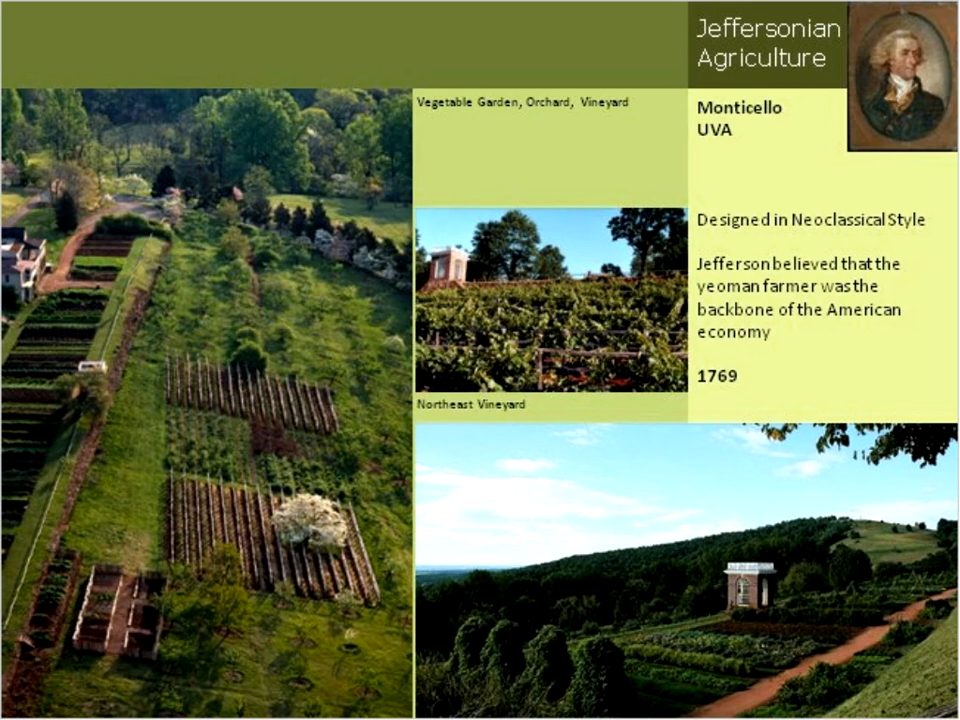 Jeffersonian
Agriculture
Vegetable Garden, Orchard, Vineyard
Monticello
UVA
Designed in Neoclassical Style
Jefferson believed that the
yeoman farmer was the
backbone of the American
economy
1769
Northeast Vineyard